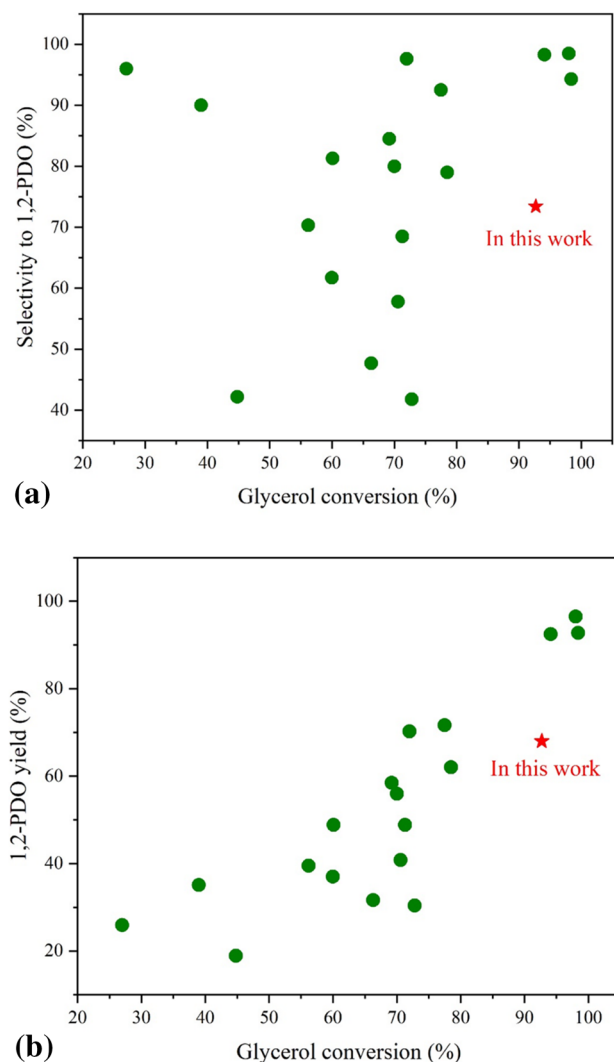 100
90
80
70
60
50
40
Selectivity to 1,2-PDO (%)
In this work
20 30 40 50 60 70 80 90 100
Glycerol conversion (%)
(a)
100
80
60
40
20
1,2-PDO yield (%)
In this work
20 30 40 50 60 70 80 90 100
Glycerol conversion (%)
(b)